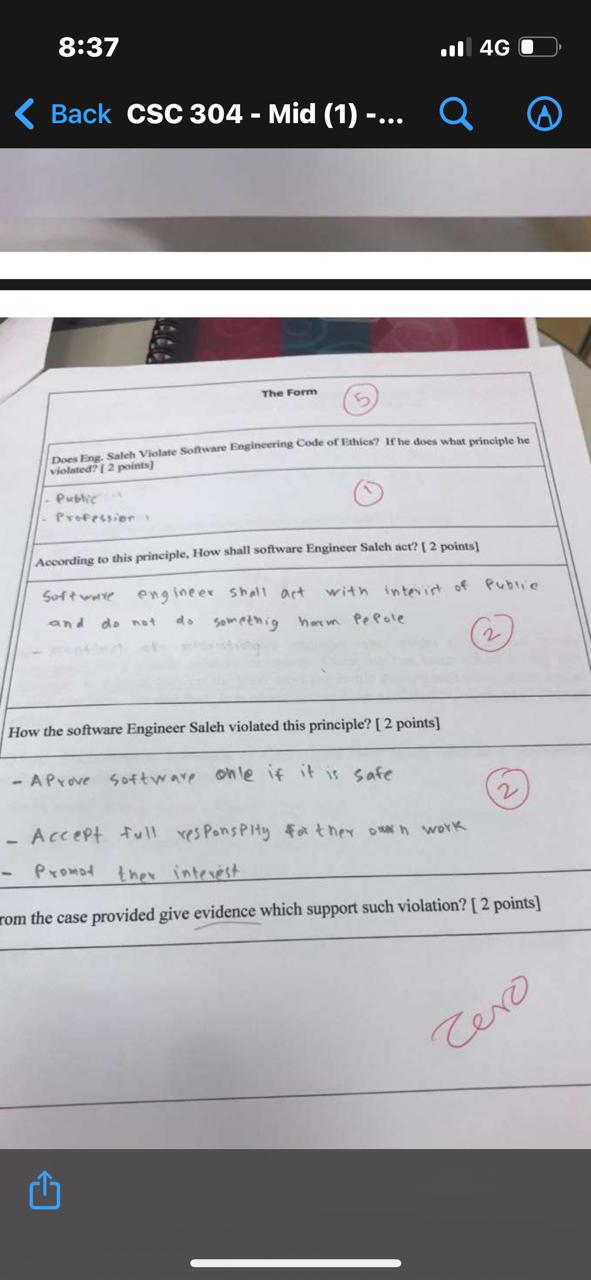 8:37
4G
Back CSC 304 - Mid (1) -...
The Form
5
Does Eng. Saleh Violate Software Engineering Code of Ethics? If he does what principle he
violated? [ 2 points]
- Public
1
- Profession
According to this principle, How shall software Engineer Saleh act? [ 2 points]
Software engineer shall act with interist of Public
and do not do somethig harm Pepole
2
How the software Engineer Saleh violated this principle? [ 2 points]
- AProve software onle if it is safe
2
- Accept full responspity for ther own work
- Promot ther interest
rom the case provided give evidence which support such violation? [ 2 points]
Zero